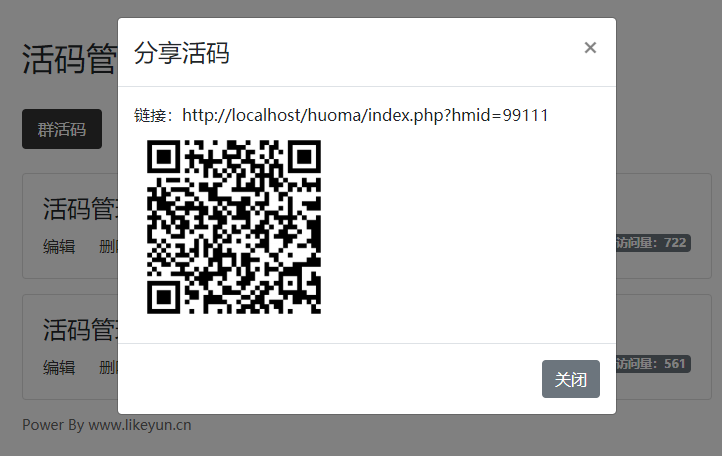 活码管
分享活码
×
链接：http://localhost/huoma/index.php?hmid=99111
群活码
活码管
编辑
访问量：722
活码管
编辑
访问量：561
关闭
Power By www.likeyun.cn